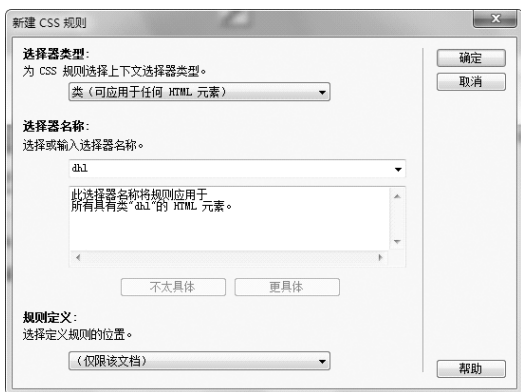 新建 CSS 规则
选择器类型:
为 CSS 规则选择上下文选择器类型。
类（可应用于任何 HTML 元素）
选择器名称:
选择或输入选择器名称。
dhl
此选择器名称将规则应用于
所有具有类“dhl”的 HTML 元素。
不太具体
更具体
规则定义:
选择定义规则的位置。
（仅限该文档）
确定
取消
帮助